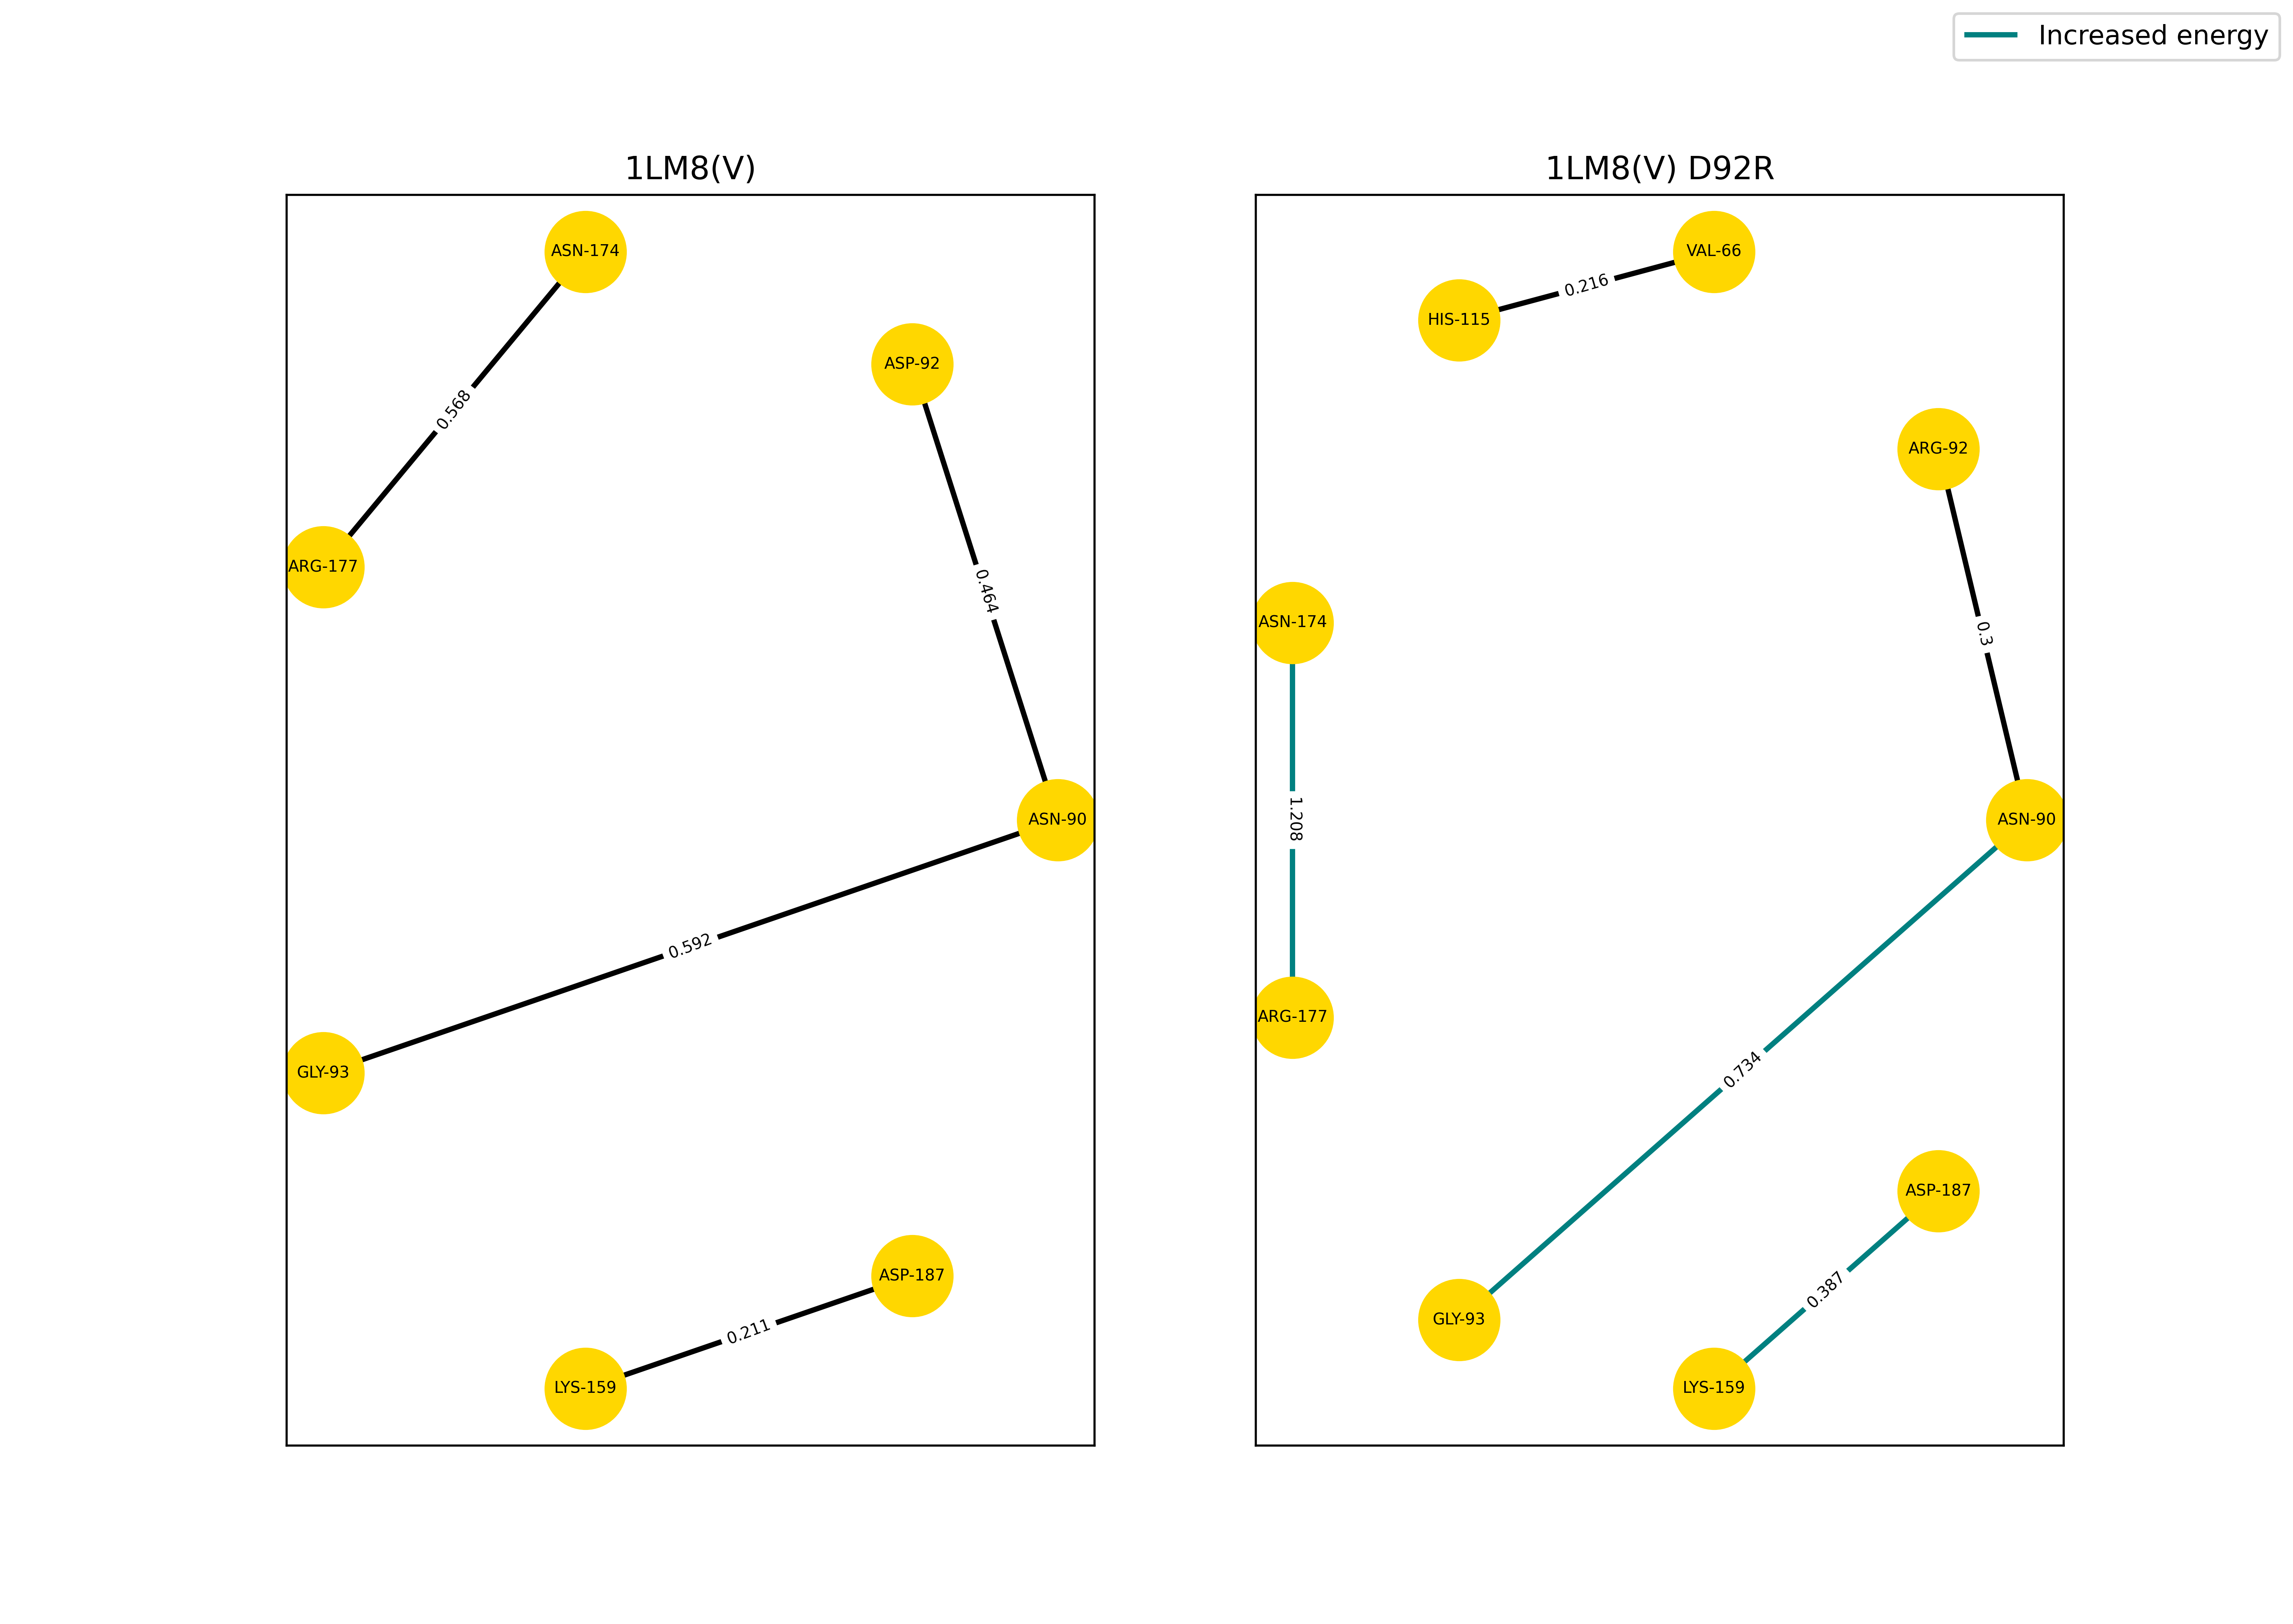 Increased energy
1LM8(V)
ASN-174
ASP-92
0.568
ARG-177
0.464
ASN-90
0.592
GLY-93
ASP-187
0.211
LYS-159
1LM8(V) D92R
VAL-66
0.216
HIS-115
ARG-92
ASN-174
0.3
1.208
ASN-90
ARG-177
0.734
ASP-187
0.387
GLY-93
LYS-159